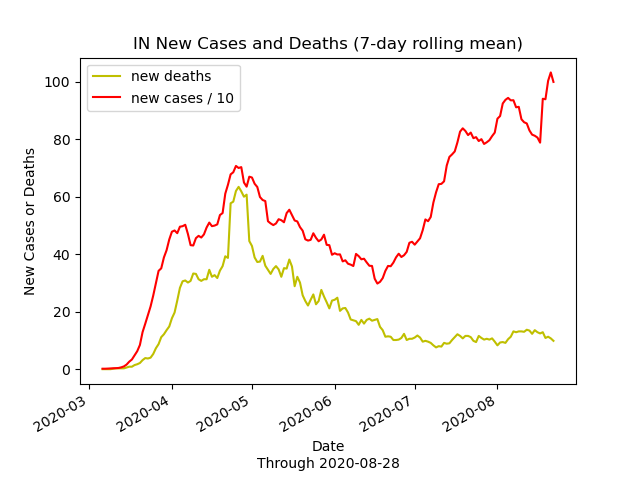 IN New Cases and Deaths (7-day rolling mean)
new deaths
new cases / 10
100
80
60
40
20
0
New Cases or Deaths
2020-03
2020-04
2020-05
2020-06
2020-07
2020-08
Date
Through 2020-08-28